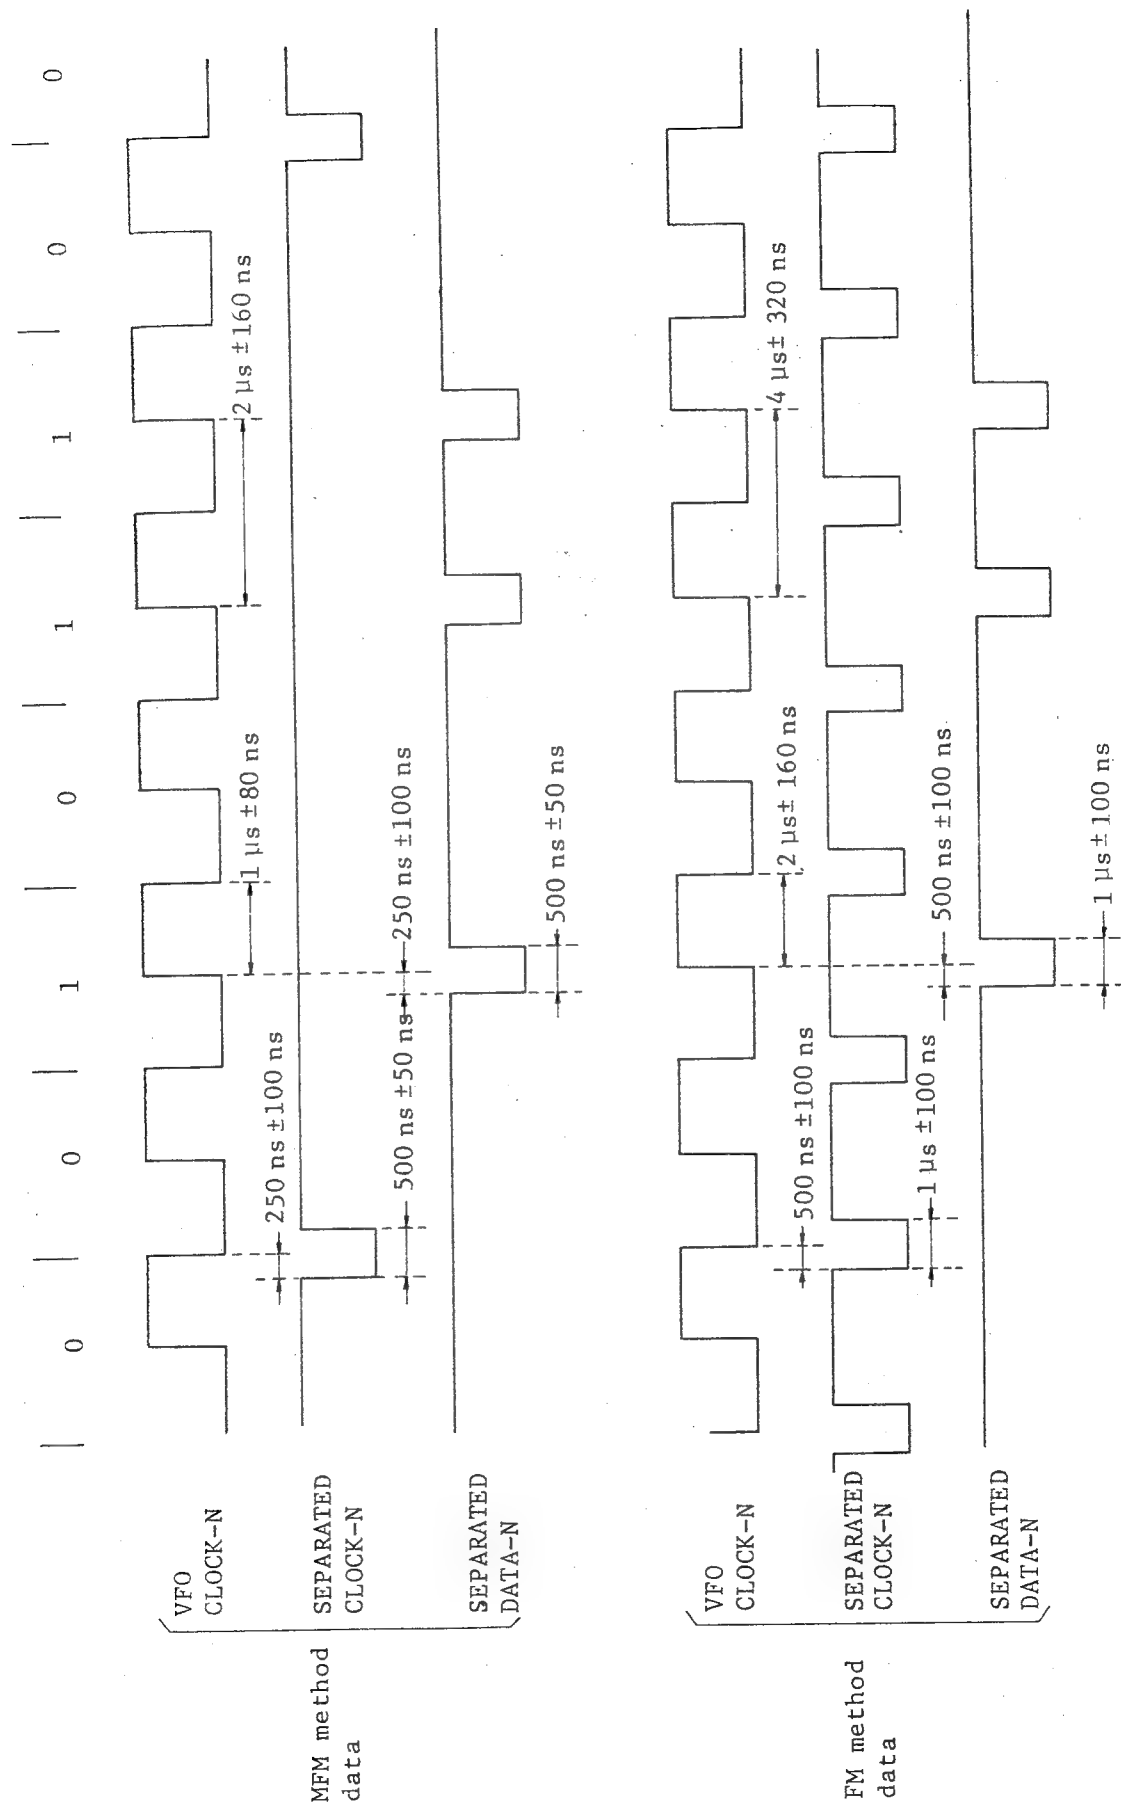 0 | 0 | 1 | 0 | 1 | 1 | 0 | 0
MFM method
data
VFO
CLOCK-N
1 µs ±80 ns
2 µs ±160 ns
SEPARATED
CLOCK-N
250 ns ±100 ns
500 ns ±50 ns
250 ns ±100 ns
SEPARATED
DATA-N
500 ns ±50 ns
FM method
data
VFO
CLOCK-N
2 µs± 160 ns
4 µs± 320 ns
SEPARATED
CLOCK-N
500 ns ±100 ns
1 µs ±100 ns
500 ns ±100 ns
SEPARATED
DATA-N
1 µs±100 ns